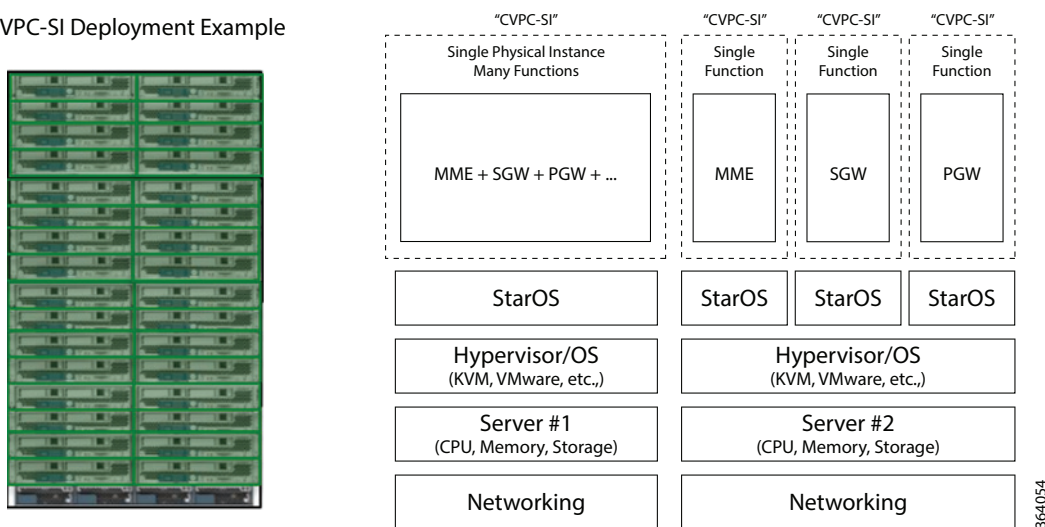 VPC-SI Deployment Example
“CVPC-SI”
Single Physical Instance
Many Functions
MME + SGW + PGW + ...
“CVPC-SI”
Single
Function
MME
“CVPC-SI”
Single
Function
SGW
“CVPC-SI”
Single
Function
PGW
StarOS
StarOS
StarOS
StarOS
Hypervisor/OS
(KVM, VMware, etc.,)
Hypervisor/OS
(KVM, VMware, etc.,)
Server #1
(CPU, Memory, Storage)
Server #2
(CPU, Memory, Storage)
Networking
Networking
364054